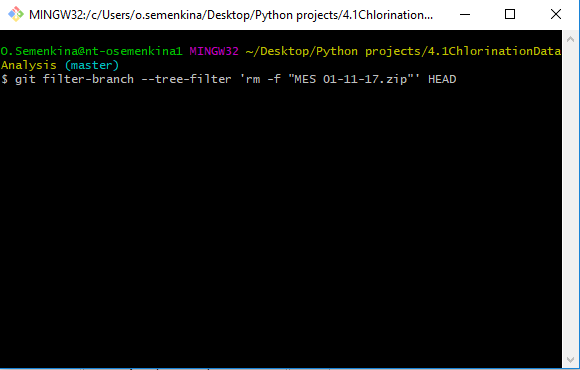 MINGW32:/c/Users/o.semenkina/Desktop/Python projects/4.1Chlorination...
O.Semenkina@nt-osemenkina1 MINGW32 ~/Desktop/Python projects/4.1ChlorinationData
Analysis (master)
$ git filter-branch --tree-filter 'rm -f "MES 01-11-17.zip"' HEAD